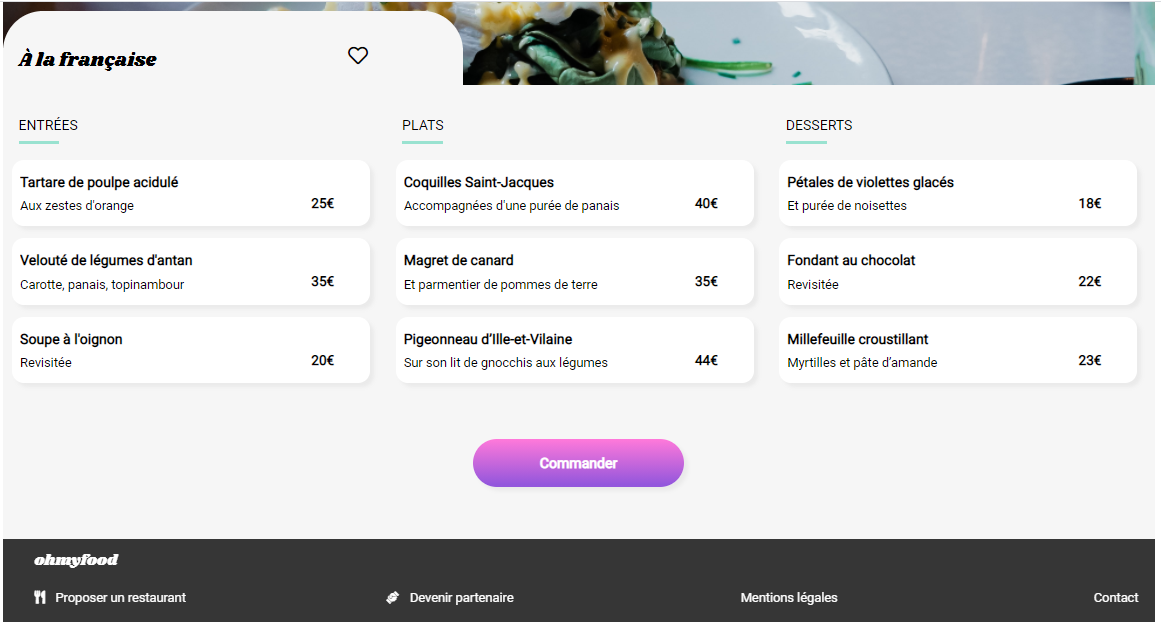 À la française
ENTRÉES
Tartare de poulpe acidulé
Aux zestes d'orange
25€
Velouté de légumes d'antan
Carotte, panais, topinambour
35€
Soupe à l'oignon
Revisitée
20€
PLATS
Coquilles Saint-Jacques
Accompagnées d'une purée de panais
40€
Magret de canard
Et parmentier de pommes de terre
35€
Pigeonneau d’Ille-et-Vilaine
Sur son lit de gnocchis aux légumes
44€
DESSERTS
Pétales de violettes glacés
Et purée de noisettes
18€
Fondant au chocolat
Revisitée
22€
Millefeuille croustillant
Myrtilles et pâte d’amande
23€
Commander
ohmyfood
Proposer un restaurant
Devenir partenaire
Mentions légales
Contact